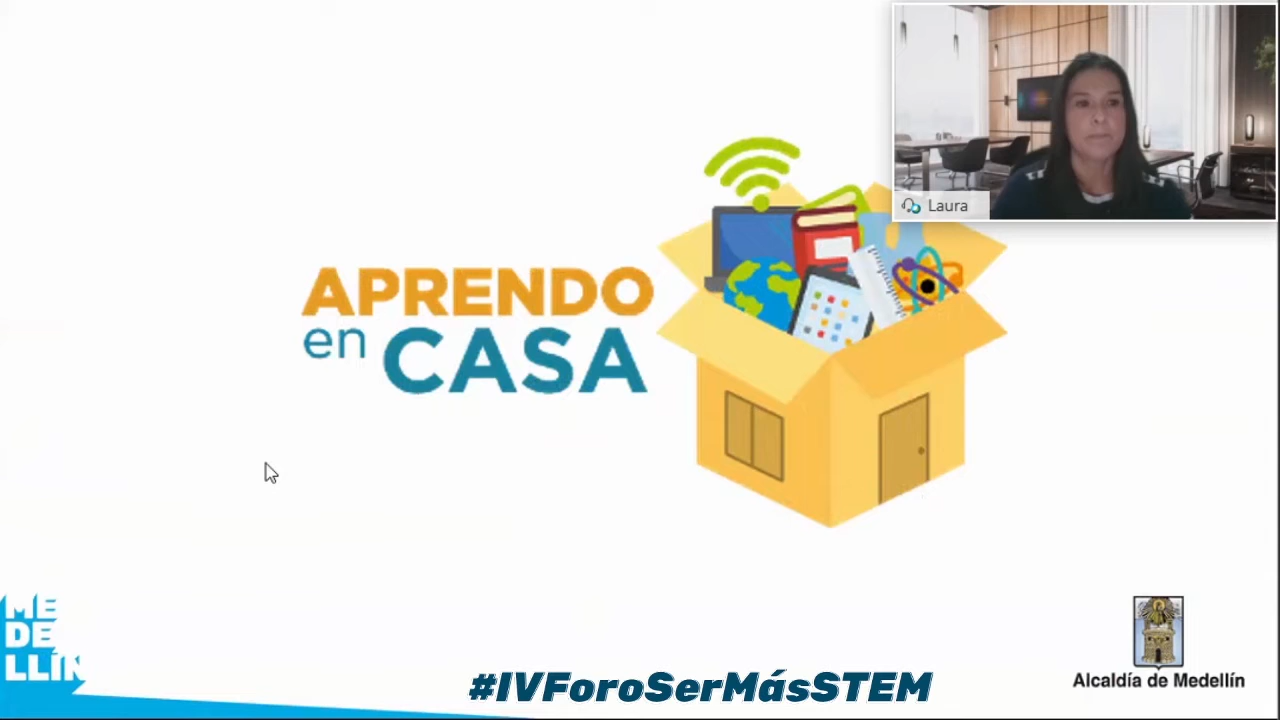 Laura
APRENDO
en CASA
ME
DE
LLÍN
#IVForoSerMásSTEM
Alcaldía de Medellín